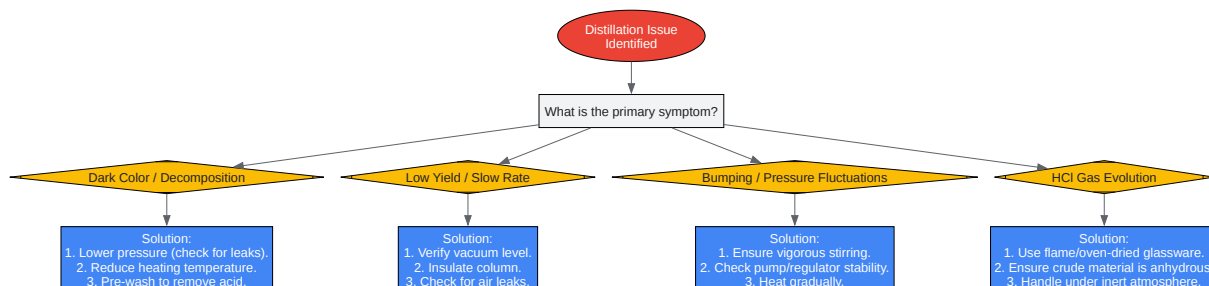 Distillation Issue
Identified
What is the primary symptom?
Dark Color / Decomposition
Low Yield / Slow Rate
Bumping / Pressure Fluctuations
HCl Gas Evolution
Solution:
1. Lower pressure (check for leaks).
2. Reduce heating temperature.
3. Pre-wash to remove acid.
Solution:
1. Verify vacuum level.
2. Insulate column.
3. Check for air leaks.
Solution:
1. Ensure vigorous stirring.
2. Check pump/regulator stability.
3. Heat gradually.
Solution:
1. Use flame/oven-dried glassware.
2. Ensure crude material is anhydrous
3. Handle under inert atmosphere.